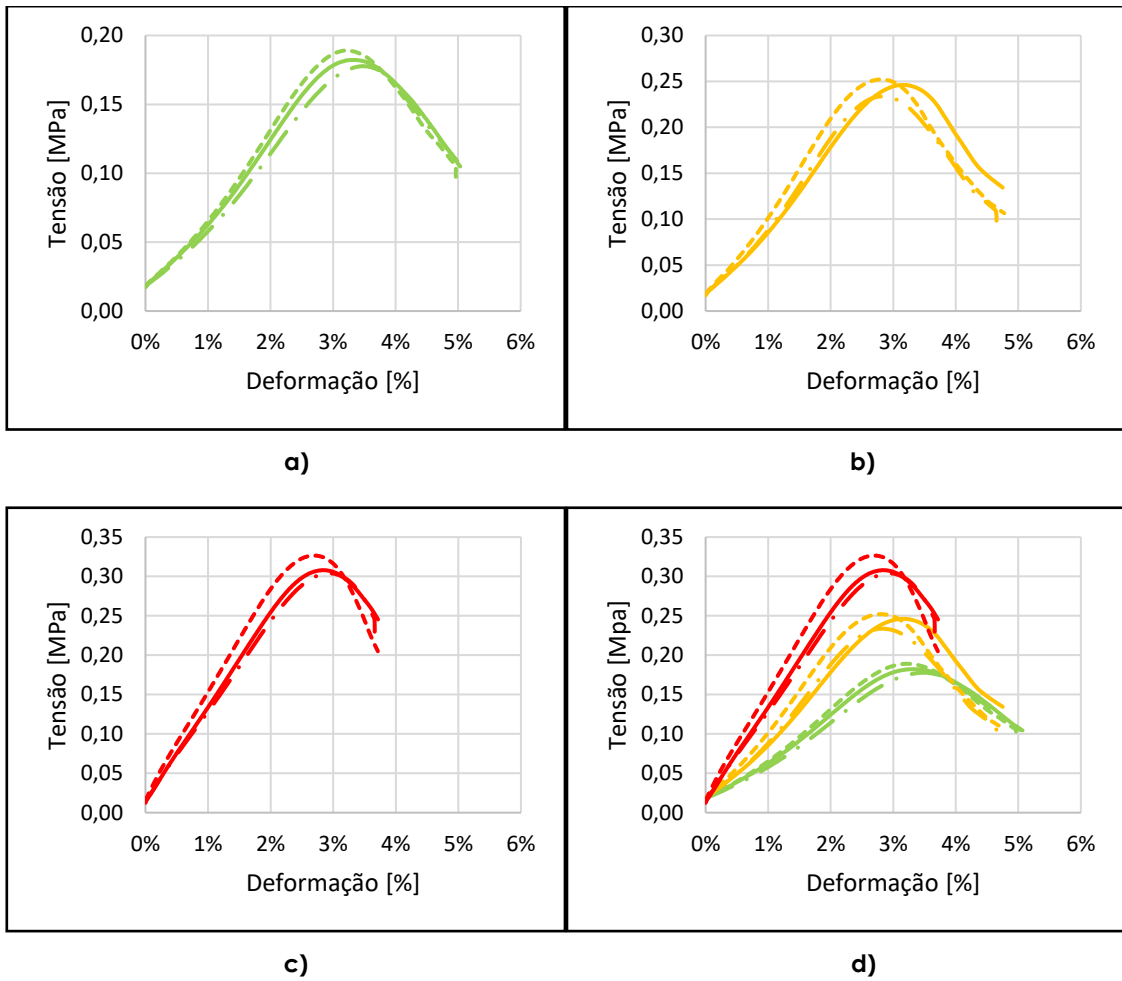 0,20
0,15
0,10
0,05
0,00
0% 1% 2% 3% 4% 5% 6%
Tensão [MPa]
Deformação [%]
a)
0,30
0,25
0,20
0,15
0,10
0,05
0,00
0% 1% 2% 3% 4% 5% 6%
Tensão [MPa]
Deformação [%]
b)
0,35
0,30
0,25
0,20
0,15
0,10
0,05
0,00
0% 1% 2% 3% 4% 5% 6%
Tensão [MPa]
Deformação [%]
c)
0,35
0,30
0,25
0,20
0,15
0,10
0,05
0,00
0% 1% 2% 3% 4% 5% 6%
Tensão [Mpa]
Deformação [%]
d)